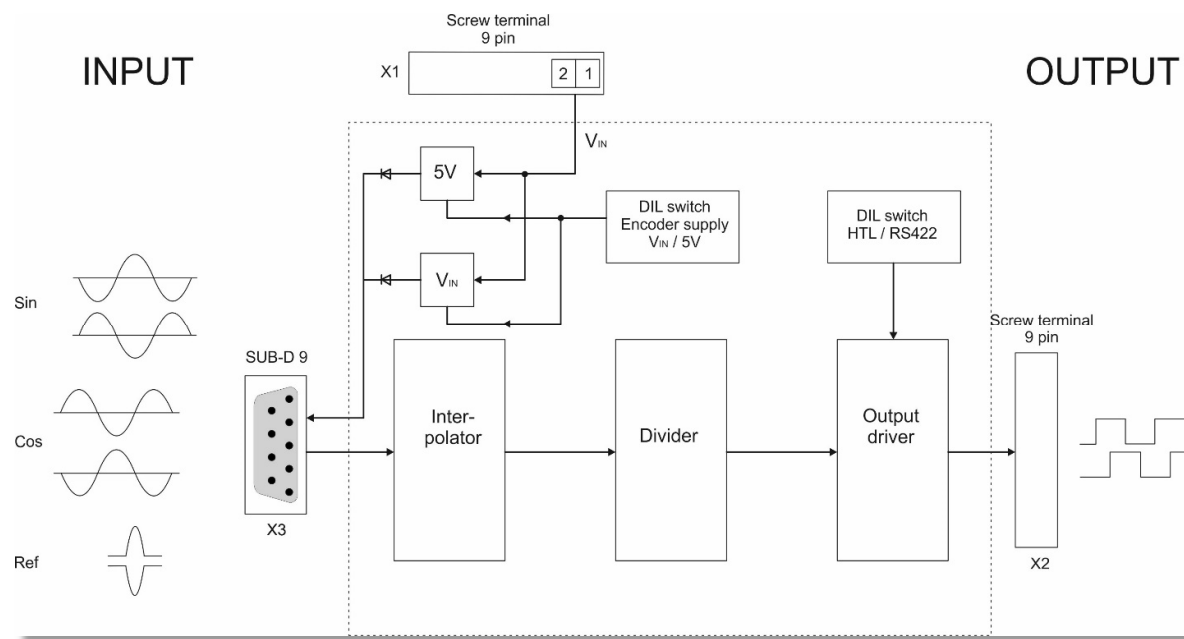 Screw terminal
9 pin
INPUT
X1
2 1
OUTPUT
VIN
5V
DIL switch
Encoder supply
VIN / 5V
DIL switch
HTL / RS422
VIN
Sin
Screw terminal
9 pin
SUB-D 9
Inter-
polator
Divider
Output
driver
Cos
X3
Ref
X2